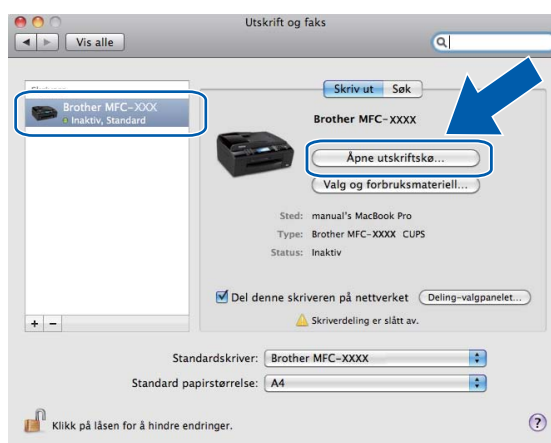 Utskrift og faks
Vis alle
Skriv ut Søk
Brother MFC-XXX
Inaktiv, Standard
Brother MFC-XXXX
Åpne utskriftskø...
Valg og forbruksmateriell...
Sted: manual's MacBook Pro
Type: Brother MFC-XXXX CUPS
Status: Inaktiv
Del denne skriveren på nettverket Deling-valgpanelet...
Skriverdeling er slått av.
+ −
Standardskriver: Brother MFC-XXXX
Standard papirstørrelse: A4
Klikk på låsen for å hindre endringer. ?